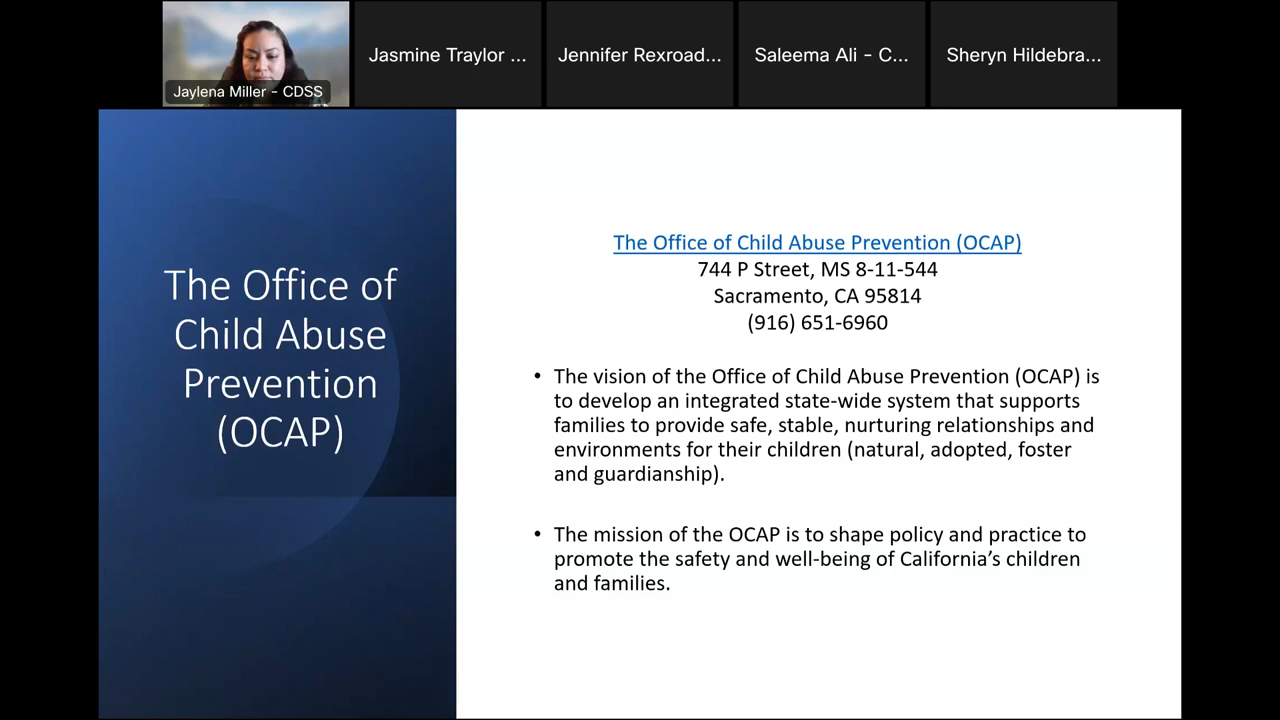 Jaylena Miller - CDSS
Jasmine Traylor ...
Jennifer Rexroad...
Saleema Ali - C...
Sheryn Hildebra...
The Office of
Child Abuse
Prevention
(OCAP)
The Office of Child Abuse Prevention (OCAP)
744 P Street, MS 8-11-544
Sacramento, CA 95814
(916) 651-6960
• The vision of the Office of Child Abuse Prevention (OCAP) is
to develop an integrated state-wide system that supports
families to provide safe, stable, nurturing relationships and
environments for their children (natural, adopted, foster
and guardianship).
• The mission of the OCAP is to shape policy and practice to
promote the safety and well-being of California’s children
and families.